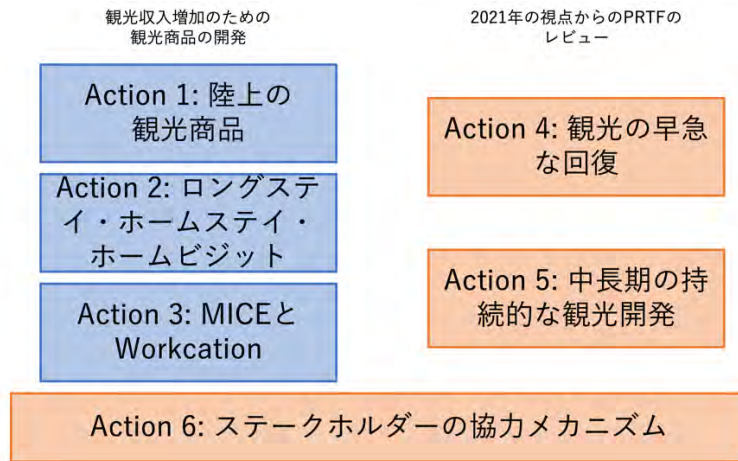 観光収入増加のための
観光商品の開発
Action 1: 陸上の
観光商品
Action 2: ロングステ
イ・ホームステイ・
ホームビジット
Action 3: MICEと
Workcation
2021年の視点からのPRTFの
レビュー
Action 4: 観光の早急
な回復
Action 5: 中長期の持
続的な観光開発
Action 6: ステークホルダーの協力メカニズム